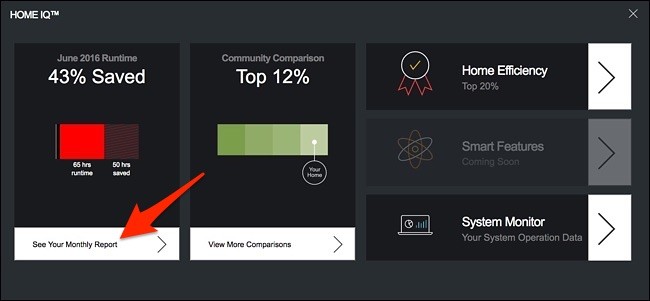 HOME IQ™
June 2016 Runtime
43% Saved
65 hrs
runtime
50 hrs
saved
See Your Monthly Report
Community Comparison
Top 12%
Your
Home
View More Comparisons
Home Efficiency
Top 20%
Smart Features
Coming Soon
System Monitor
Your System Operation Data